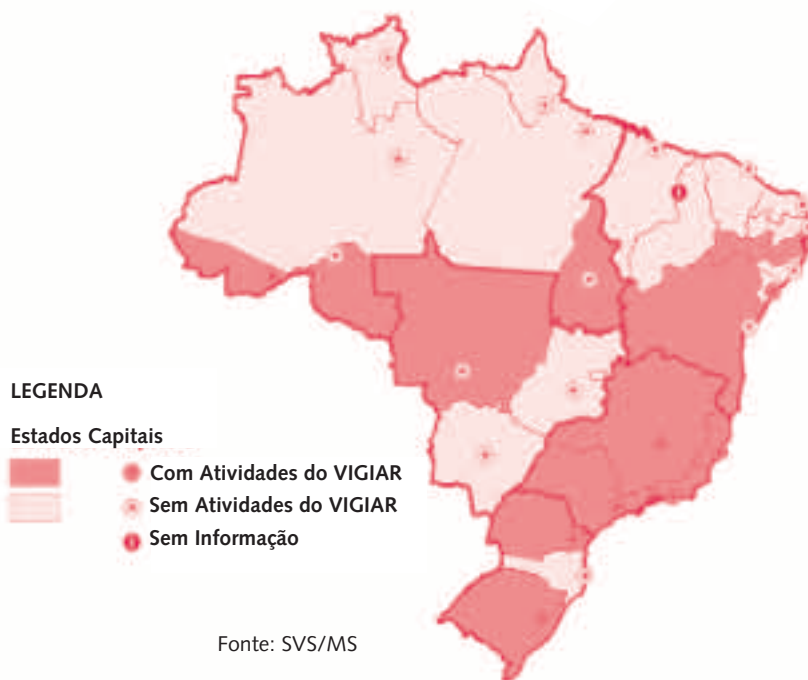 LEGENDA
Estados Capitais
Com Atividades do VIGIAR
Sem Atividades do VIGIAR
Sem Informação
Fonte: SVS/MS